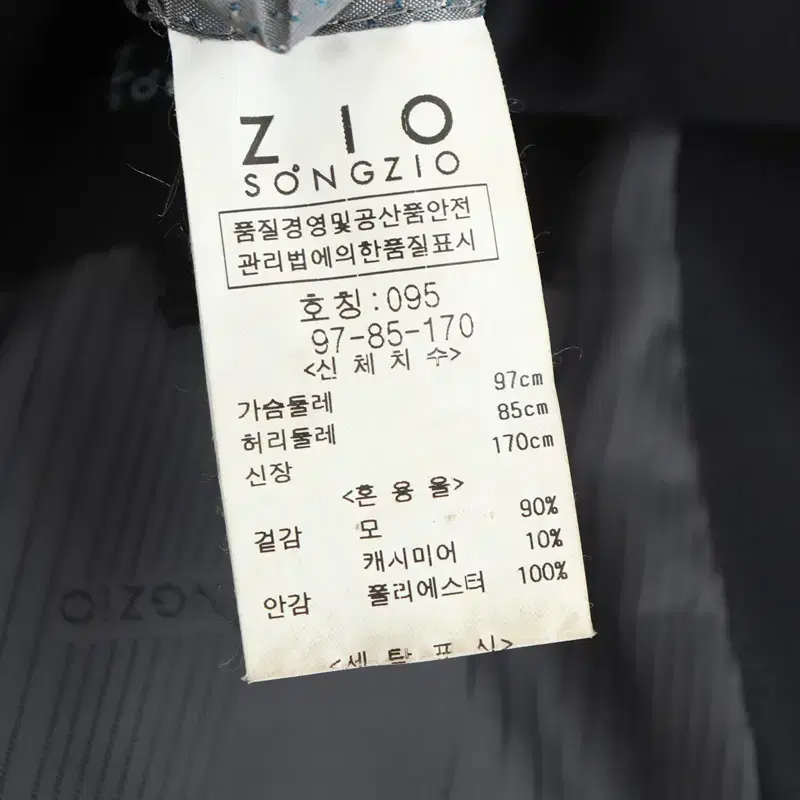 ZIO
SONGZIO
품질경영및공산품안전
관리법에의한품질표시
호칭:095
97-85-170
<신 체 치 수>
가슴둘레 97cm
허리둘레 85cm
신장 170cm
<혼 용 율>
겉감 모 90%
캐시미어 10%
안감 폴리에스터 100%
<세 탁 표 시>